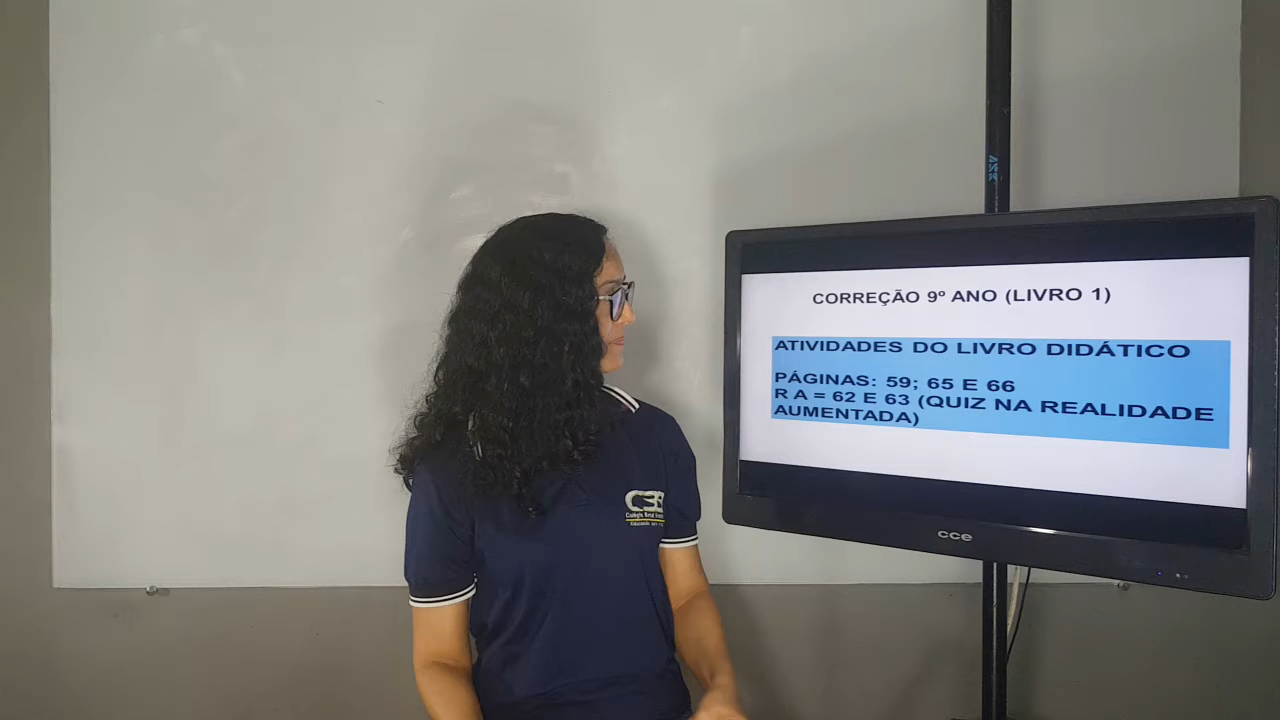 CORREÇÃO 9º ANO (LIVRO 1)
ATIVIDADES DO LIVRO DIDÁTICO
PÁGINAS: 59; 65 E 66
R A = 62 E 63 (QUIZ NA REALIDADE
AUMENTADA)
cce